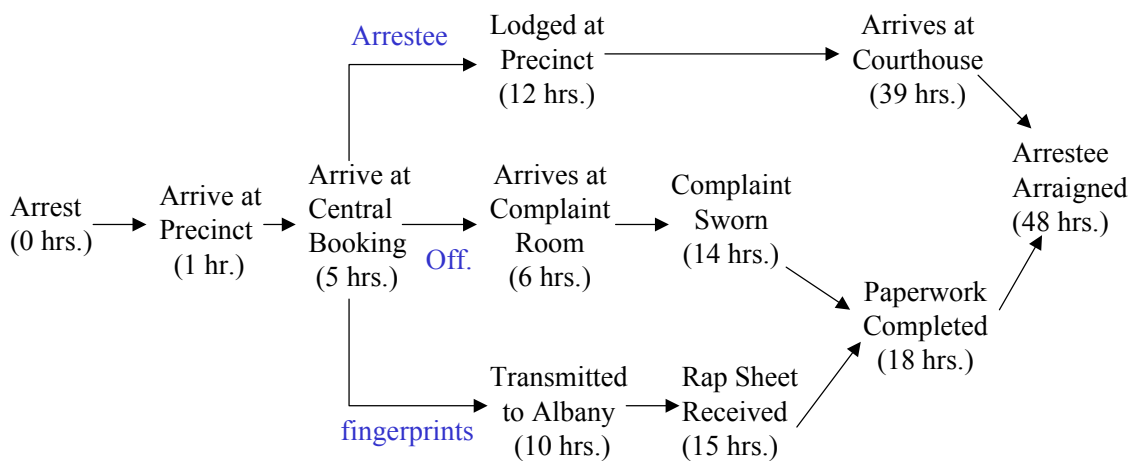 Arrest
(0 hrs.)
Arrive at
Precinct
(1 hr.)
Arrive at
Central
Booking
(5 hrs.)
Arrestee
Lodged at
Precinct
(12 hrs.)
Arrives at
Courthouse
(39 hrs.)
Off.
Arrives at
Complaint
Room
(6 hrs.)
Complaint
Sworn
(14 hrs.)
fingerprints
Transmitted
to Albany
(10 hrs.)
Rap Sheet
Received
(15 hrs.)
Paperwork
Completed
(18 hrs.)
Arrestee
Arraigned
(48 hrs.)